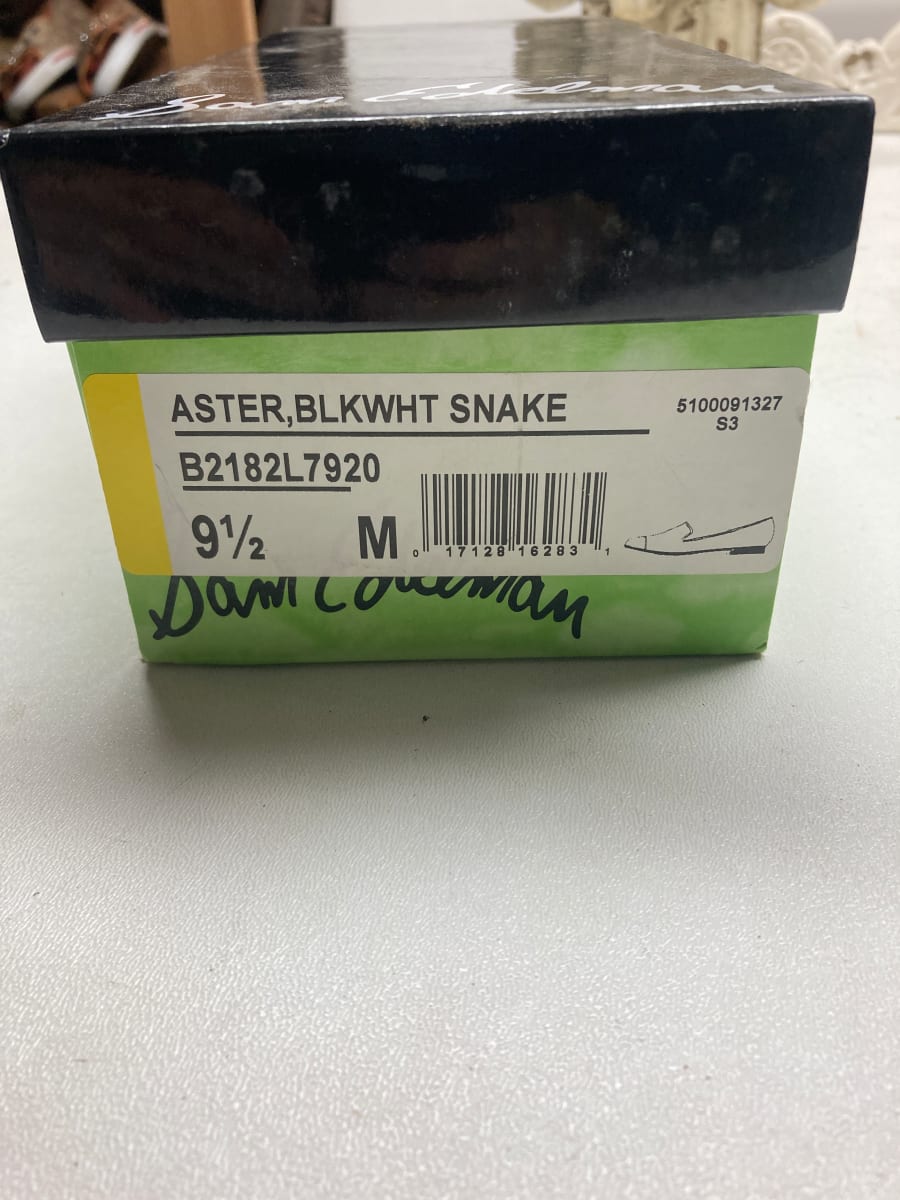 Sam Edelman
ASTER,BLKWHT SNAKE
5100091327
S3
B2182L7920
9½ M
0 17128 16283 1
Sam Edelman